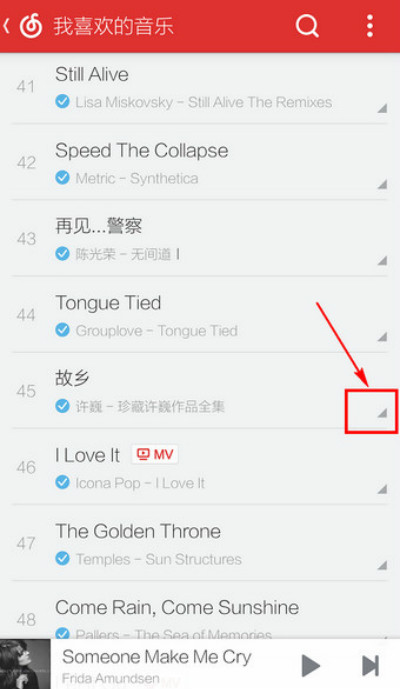 我喜欢的音乐
41
Still Alive
Lisa Miskovsky - Still Alive The Remixes
42
Speed The Collapse
Metric - Synthetica
43
再见...警察
陈光荣 - 无间道 I
44
Tongue Tied
Grouplove - Tongue Tied
45
故乡
许巍 - 珍藏许巍作品全集
46
I Love It MV
Icona Pop - I Love It
47
The Golden Throne
Temples - Sun Structures
48
Come Rain, Come Sunshine
Pallers - The Sea of Memories
Someone Make Me Cry
Frida Amundsen